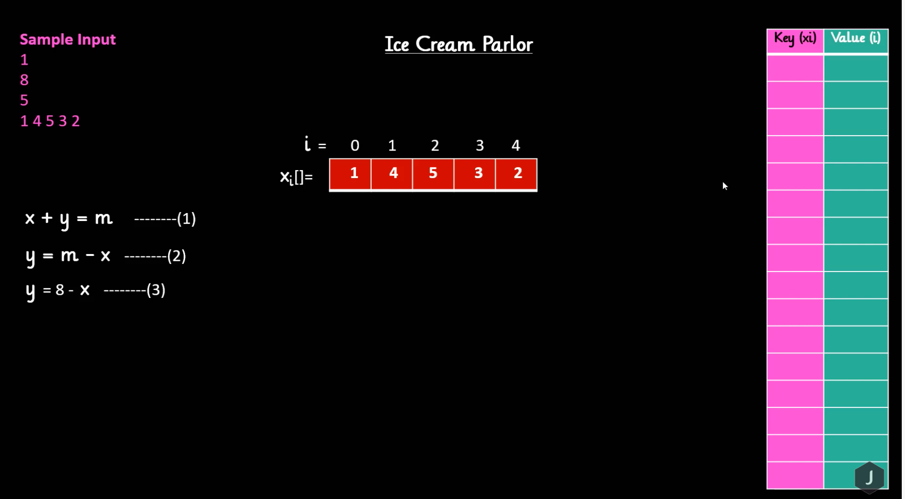 Sample Input
1
8
5
1 4 5 3 2
Ice Cream Parlor
i = 0 1 2 3 4
xi[]= 1 4 5 3 2
x + y = m --------(1)
y = m - x --------(2)
y = 8 - x --------(3)
Key (xi) Value (i)
J